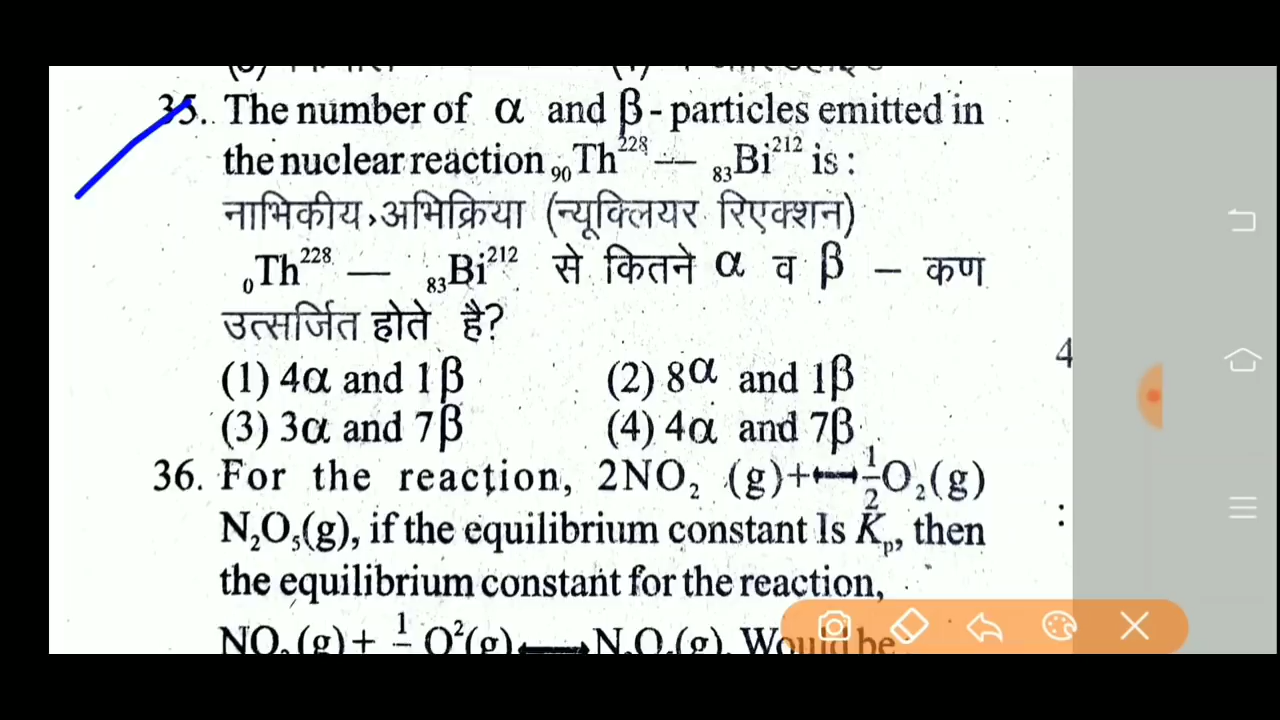 35. The number of α and β - particles emitted in
the nuclear reaction ₉₀Th²²⁸ — ₈₃Bi²¹² is :
नाभिकीय अभिक्रिया (न्यूक्लियर रिएक्शन)
₀Th²²⁸ — ₈₃Bi²¹² से कितने α व β – कण
उत्सर्जित होते है?
(1) 4α and 1β (2) 8α and 1β
(3) 3α and 7β (4) 4α and 7β
36. For the reaction, 2NO₂ (g)+⟷½O₂(g)
N₂O₅(g), if the equilibrium constant Is Kₚ, then
the equilibrium constant for the reaction,
(g)+ O²(g)⟷ (g). Would be
4
: